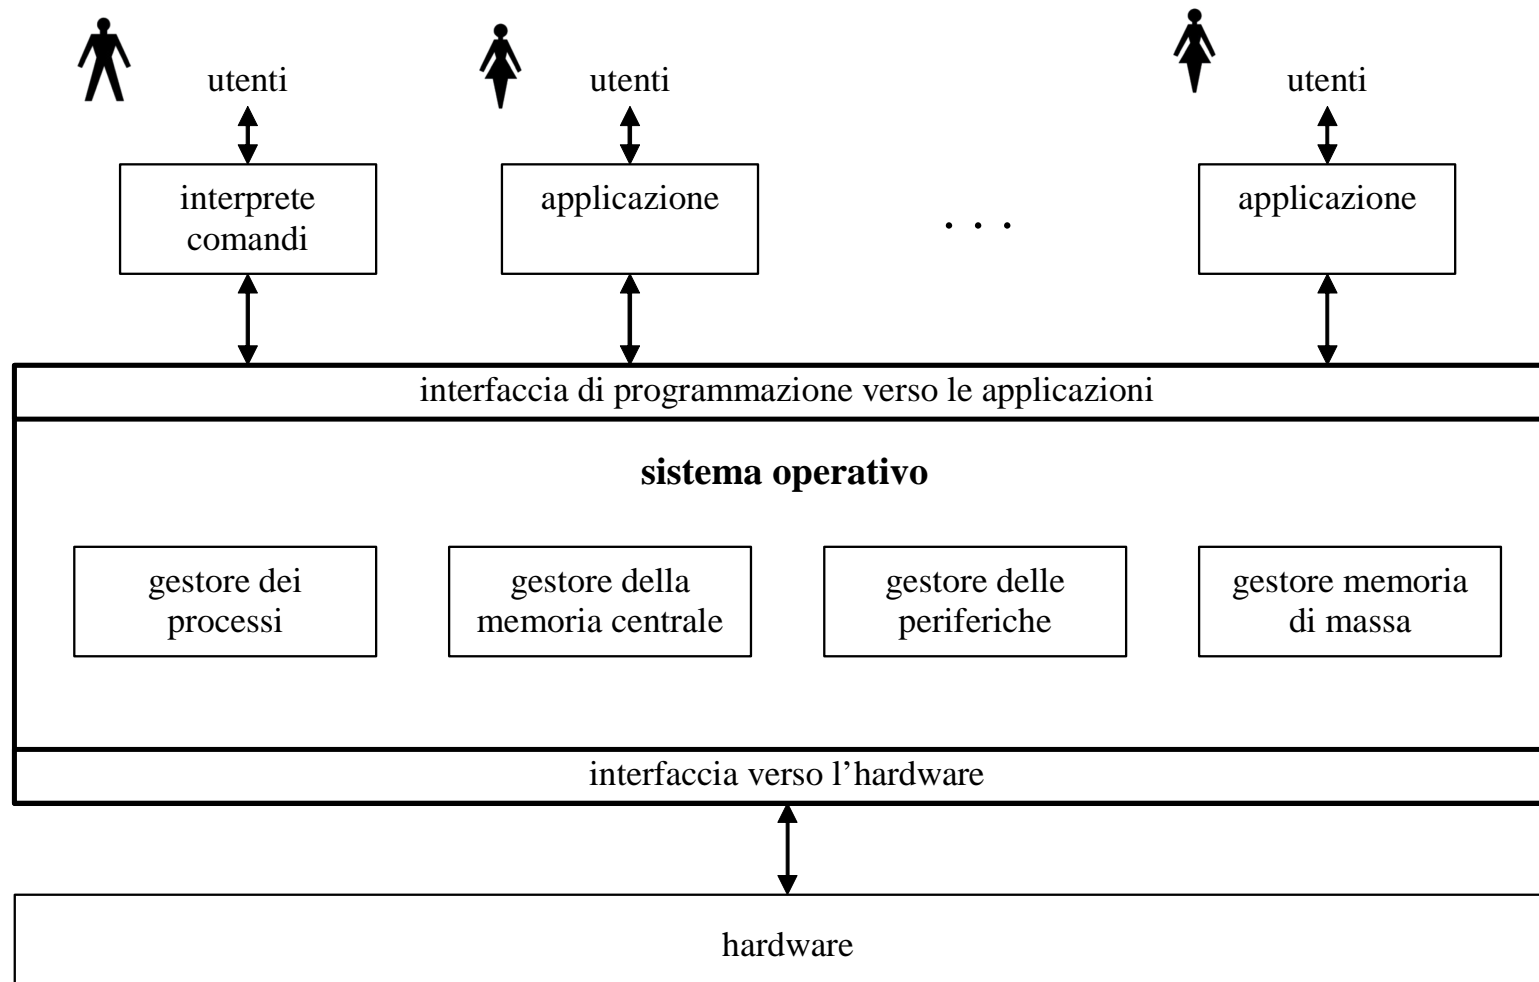 utenti
utenti
utenti
interprete
comandi
applicazione
. . .
applicazione
interfaccia di programmazione verso le applicazioni
sistema operativo
gestore dei
processi
gestore della
memoria centrale
gestore delle
periferiche
gestore memoria
di massa
interfaccia verso l’hardware
hardware